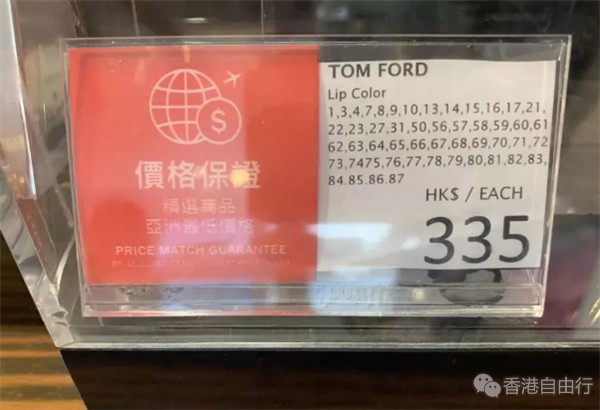 $
價格保證
精選商品
亞洲最低價格
PRICE MATCH GUARANTEE
TOM FORD
Lip Color
1,3,4,7,8,9,10,13,14,15,16,17,21,
22,23,27,31,50,56,57,58,59,60,61
62,63,64,65,66,67,68,69,70,71,72
73,7475,76,77,78,79,80,81,82,83,
84.85.86.87
HK$ / EACH
335
香港自由行